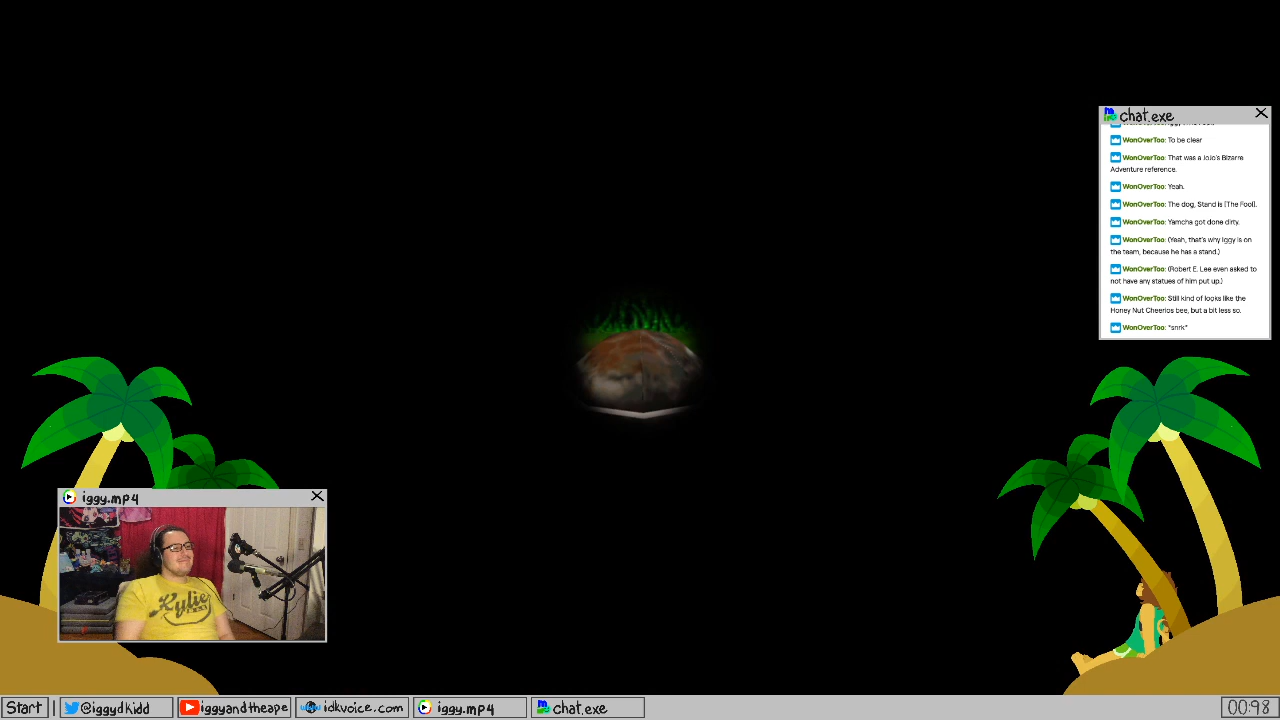 chat.exe
WonOverToo: To be clear
WonOverToo: That was a JoJo's Bizarre
Adventure reference.
WonOverToo: Yeah.
WonOverToo: The dog, Stand is [The Fool].
WonOverToo: Yamcha got done dirty.
WonOverToo: (Yeah, that's why Iggy is on
the team, because he has a stand.)
WonOverToo: (Robert E. Lee even asked to
not have any statues of him put up.)
WonOverToo: Still kind of looks like the
Honey Nut Cheerios bee, but a bit less so.
WonOverToo: *snrk*
iggy.mp4
Kylie
Start
@iggydkidd
iggyandtheape
idkvoice.com
iggy.mp4
chat.exe
00:98